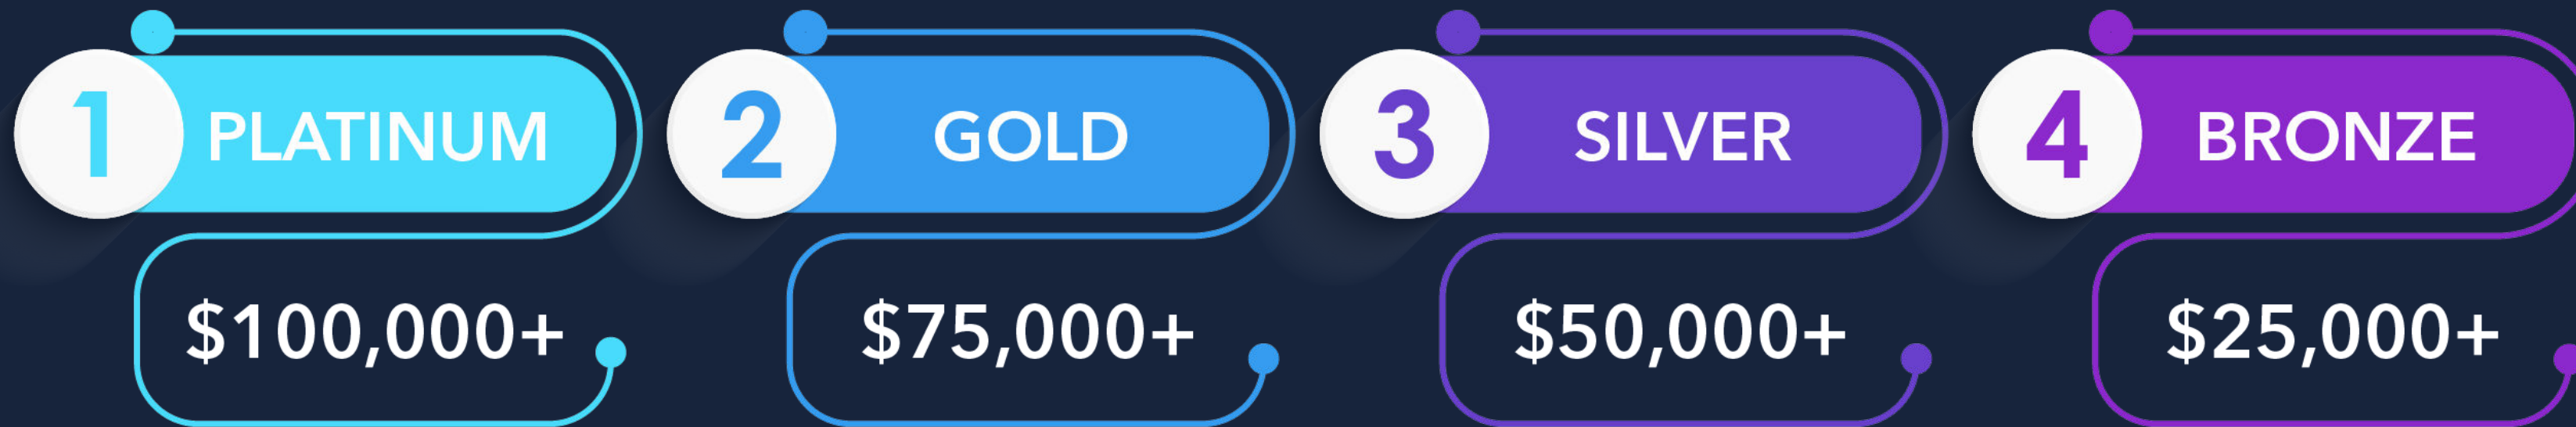 1 PLATINUM
$100,000+
2 GOLD
$75,000+
3 SILVER
$50,000+
4 BRONZE
$25,000+